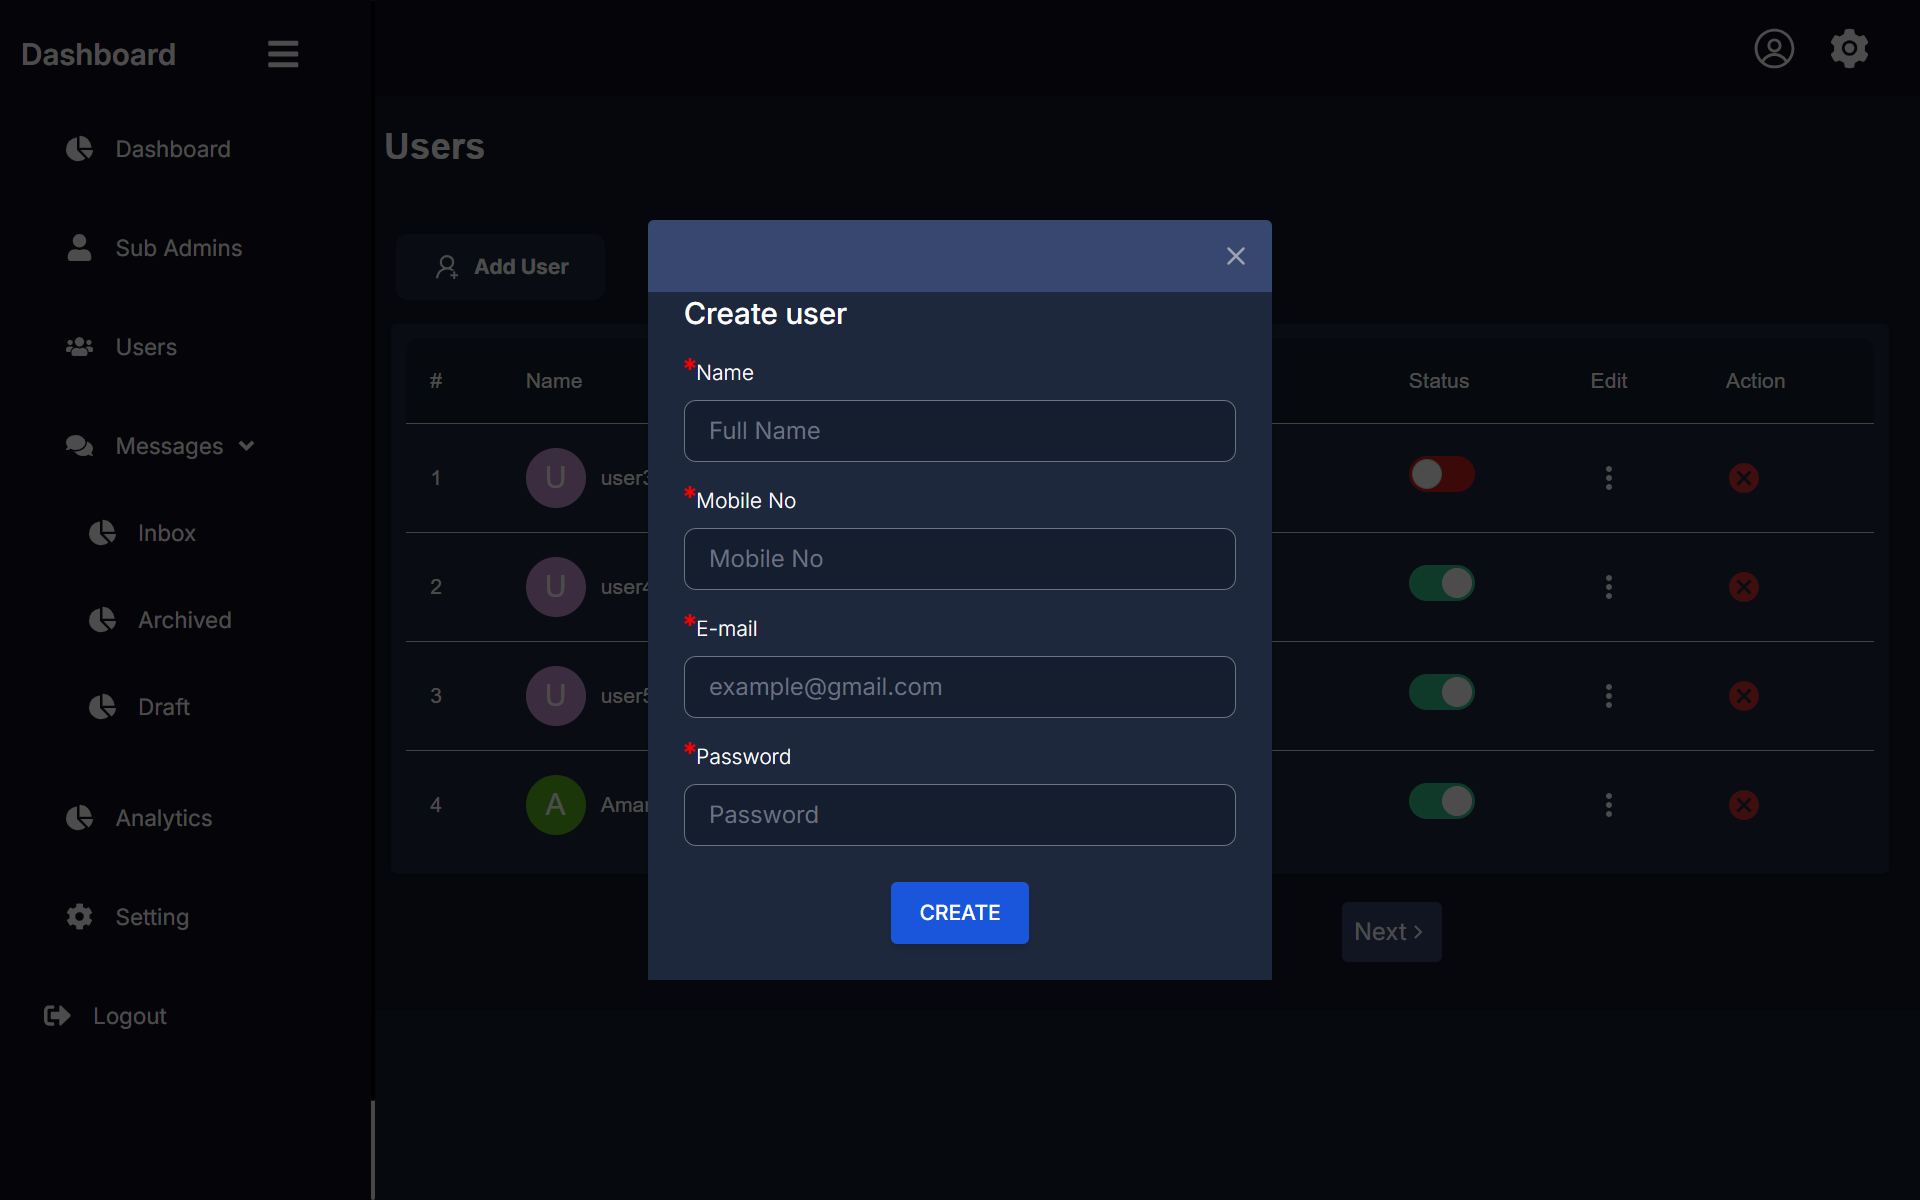 Dashboard
Dashboard
Sub Admins
Users
Messages
Inbox
Archived
Draft
Analytics
Setting
Logout
Users
Add User
# Name Status Edit Action
1 U user3
2 U user4
3 U user5
4 A
Next
Create user
*Name
Full Name
*Mobile No
Mobile No
*E-mail
example@gmail.com
*Password
Password
CREATE